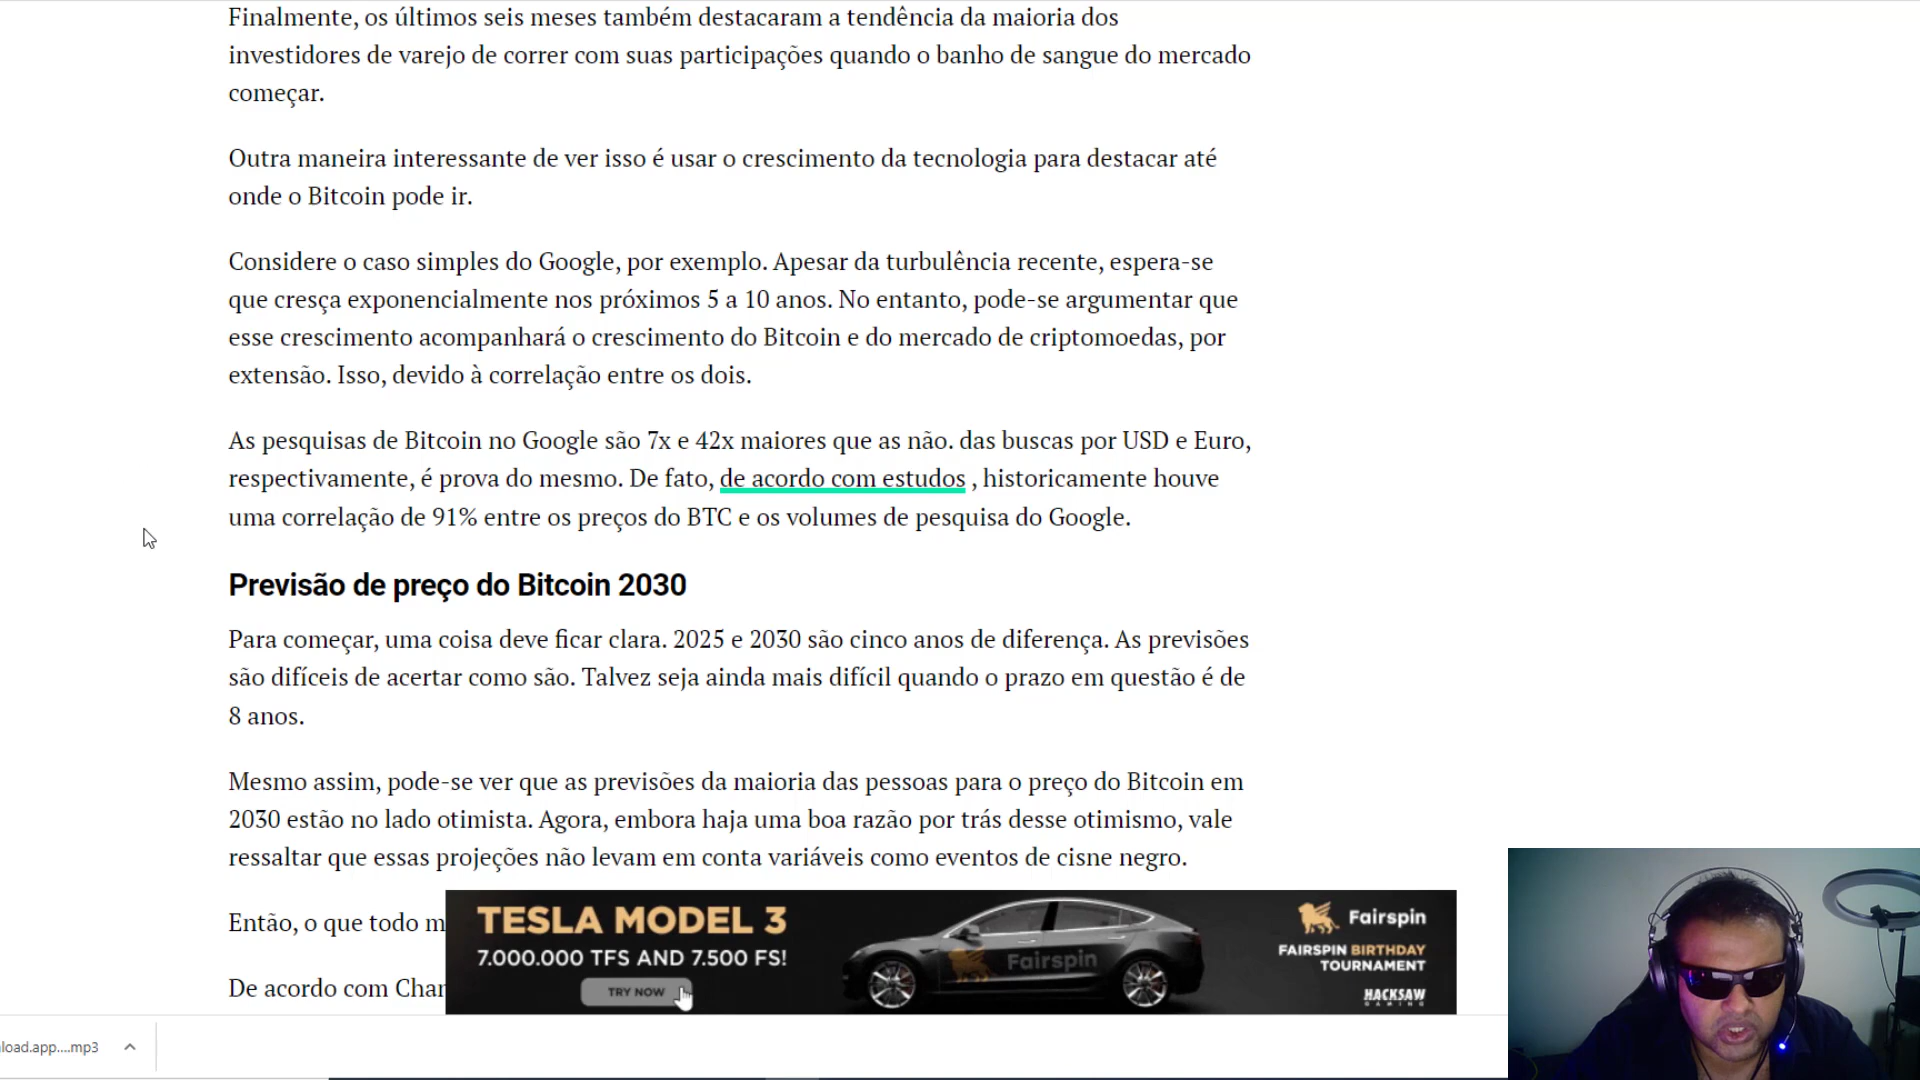 Finalmente, os últimos seis meses também destacaram a tendência da maioria dos
investidores de varejo de correr com suas participações quando o banho de sangue do mercado
começar.
Outra maneira interessante de ver isso é usar o crescimento da tecnologia para destacar até
onde o Bitcoin pode ir.
Considere o caso simples do Google, por exemplo. Apesar da turbulência recente, espera-se
que cresça exponencialmente nos próximos 5 a 10 anos. No entanto, pode-se argumentar que
esse crescimento acompanhará o crescimento do Bitcoin e do mercado de criptomoedas, por
extensão. Isso, devido à correlação entre os dois.
As pesquisas de Bitcoin no Google são 7x e 42x maiores que as não. das buscas por USD e Euro,
respectivamente, é prova do mesmo. De fato, de acordo com estudos , historicamente houve
uma correlação de 91% entre os preços do BTC e os volumes de pesquisa do Google.
Previsão de preço do Bitcoin 2030
Para começar, uma coisa deve ficar clara. 2025 e 2030 são cinco anos de diferença. As previsões
são difíceis de acertar como são. Talvez seja ainda mais difícil quando o prazo em questão é de
8 anos.
Mesmo assim, pode-se ver que as previsões da maioria das pessoas para o preço do Bitcoin em
2030 estão no lado otimista. Agora, embora haja uma boa razão por trás desse otimismo, vale
ressaltar que essas projeções não levam em conta variáveis como eventos de cisne negro.
Então, o que todo m
De acordo com Char
TESLA MODEL 3
7.000.000 TFS AND 7.500 FS!
TRY NOW
Fairspin
Fairspin
FAIRSPIN BIRTHDAY
TOURNAMENT
HACKSAW
GAMING
load.app....mp3